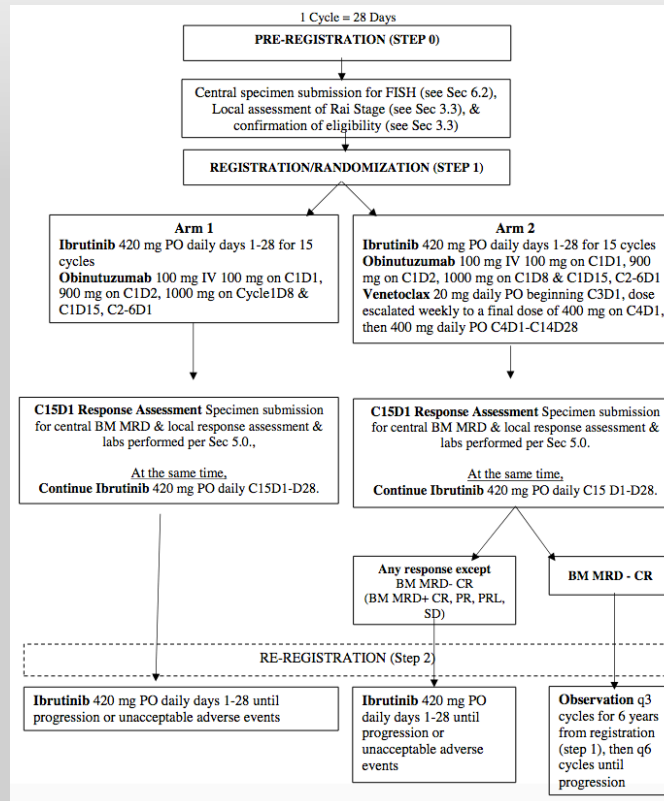 1 Cycle = 28 Days
PRE-REGISTRATION (STEP 0)
Central specimen submission for FISH (see Sec 6.2),
Local assessment of Rai Stage (see Sec 3.3), &
confirmation of eligibility (see Sec 3.3)
REGISTRATION/RANDOMIZATION (STEP 1)
Arm 1
Ibrutinib 420 mg PO daily days 1-28 for 15
cycles
Obinutuzumab 100 mg IV 100 mg on C1D1,
900 mg on C1D2, 1000 mg on Cycle1D8 &
C1D15, C2-6D1
Arm 2
Ibrutinib 420 mg PO daily days 1-28 for 15 cycles
Obinutuzumab 100 mg IV 100 mg on C1D1, 900
mg on C1D2, 1000 mg on C1D8 & C1D15, C2-6D1
Venetoclax 20 mg daily PO beginning C3D1, dose
escalated weekly to a final dose of 400 mg on C4D1,
then 400 mg daily PO C4D1-C14D28
C15D1 Response Assessment Specimen submission
for central BM MRD & local response assessment &
labs performed per Sec 5.0.,
At the same time,
Continue Ibrutinib 420 mg PO daily C15D1-D28.
C15D1 Response Assessment Specimen submission
for central BM MRD & local response assessment &
labs performed per Sec 5.0.
At the same time,
Continue Ibrutinib 420 mg PO daily C15 D1-D28.
Any response except
BM MRD- CR
(BM MRD+ CR, PR, PRL,
SD)
BM MRD - CR
RE-REGISTRATION (Step 2)
Ibrutinib 420 mg PO daily days 1-28 until
progression or unacceptable adverse events
Ibrutinib 420 mg PO
daily days 1-28 until
progression or
unacceptable adverse
events
Observation q3
cycles for 6 years
from registration
(step 1), then q6
cycles until
progression